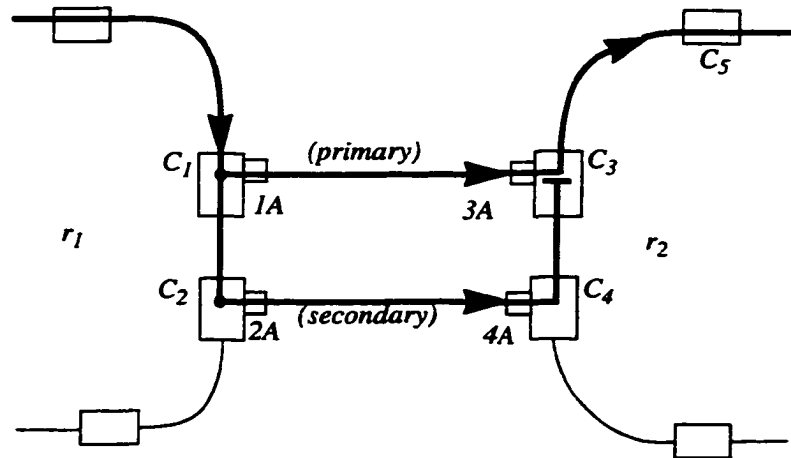 C5
C1
(primary)
C3
1A
3A
r1
r2
C2
(secondary)
C4
2A
4A